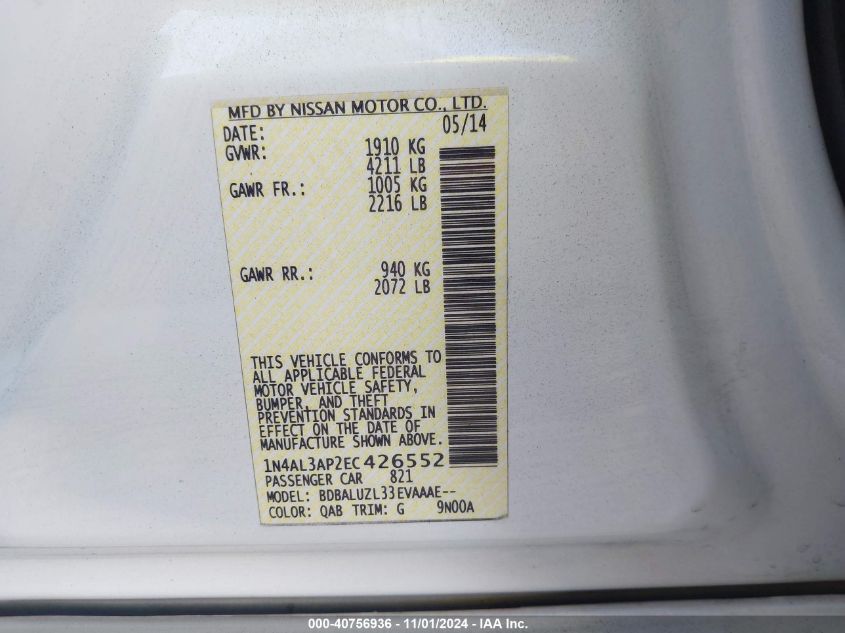 MFD BY NISSAN MOTOR CO., LTD.
DATE: 05/14
GVWR: 1910 KG
4211 LB
GAWR FR.: 1005 KG
2216 LB
GAWR RR.: 940 KG
2072 LB
THIS VEHICLE CONFORMS TO
ALL APPLICABLE FEDERAL
MOTOR VEHICLE SAFETY,
BUMPER, AND THEFT
PREVENTION STANDARDS IN
EFFECT ON THE DATE OF
MANUFACTURE SHOWN ABOVE.
1N4AL3AP2EC426552
PASSENGER CAR 821
MODEL: BDBALUZL33EVAAAE--
COLOR: QAB TRIM: G 9N00A
000-40756936 - 11/01/2024 - IAA Inc.